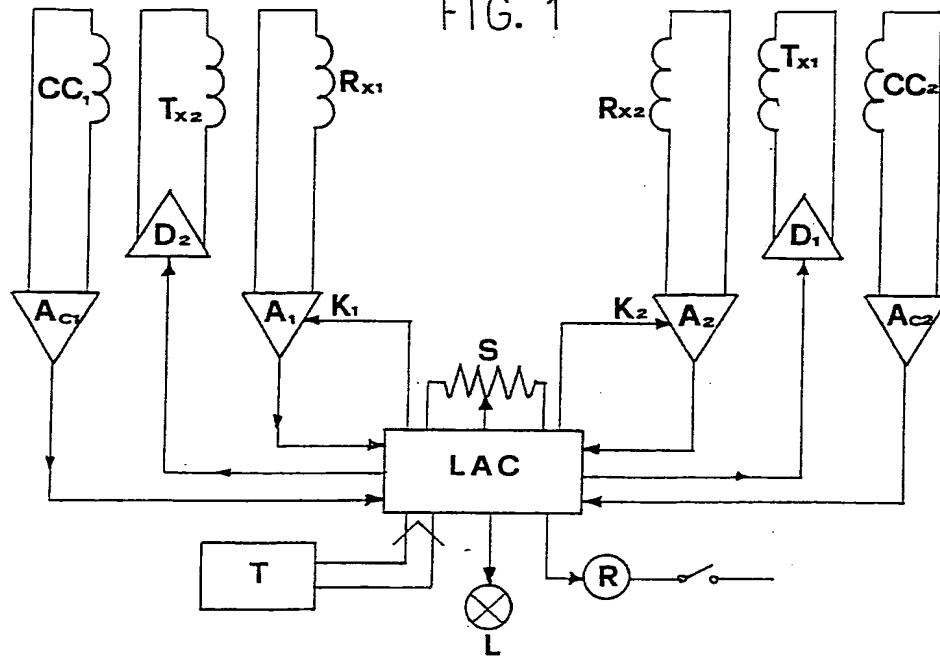 FIG. 1
CC₁
Tx₂
Rx₁
Rx₂
Tx₁
CC₂
D₂
D₁
Ac₁
A₁
K₁
S
K₂
A₂
Ac₂
LAC
T
R
L